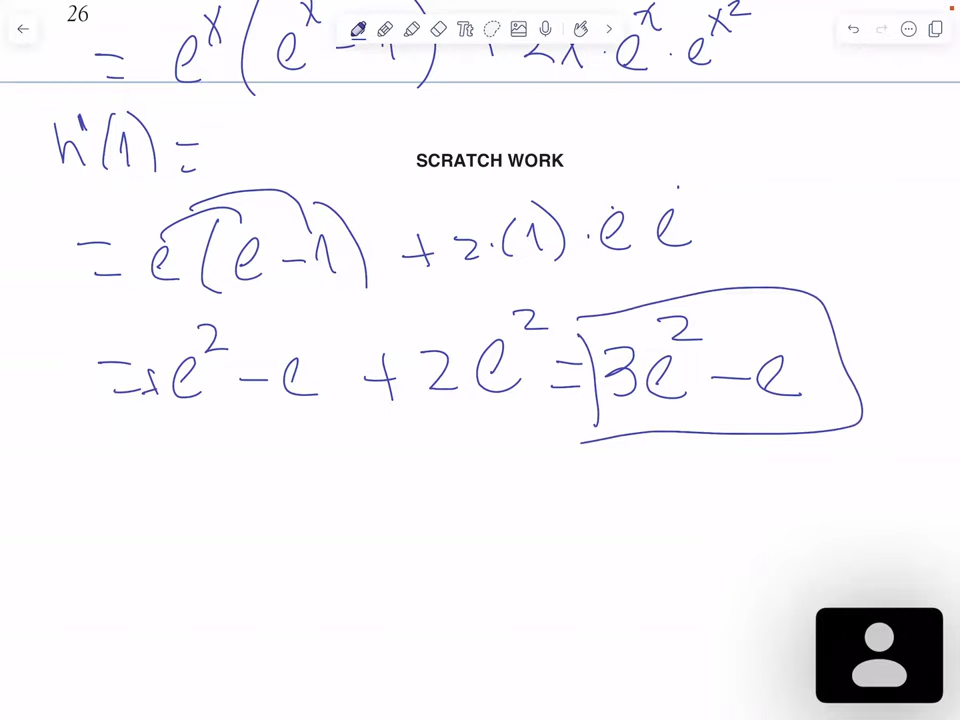 26
= e^x (e^x - 1) + 2x · e^x · e^{x^2}
h'(1) =
SCRATCH WORK
= e(e - 1) + 2·(1)·e e
= e^2 - e + 2e^2 = 3e^2 - e